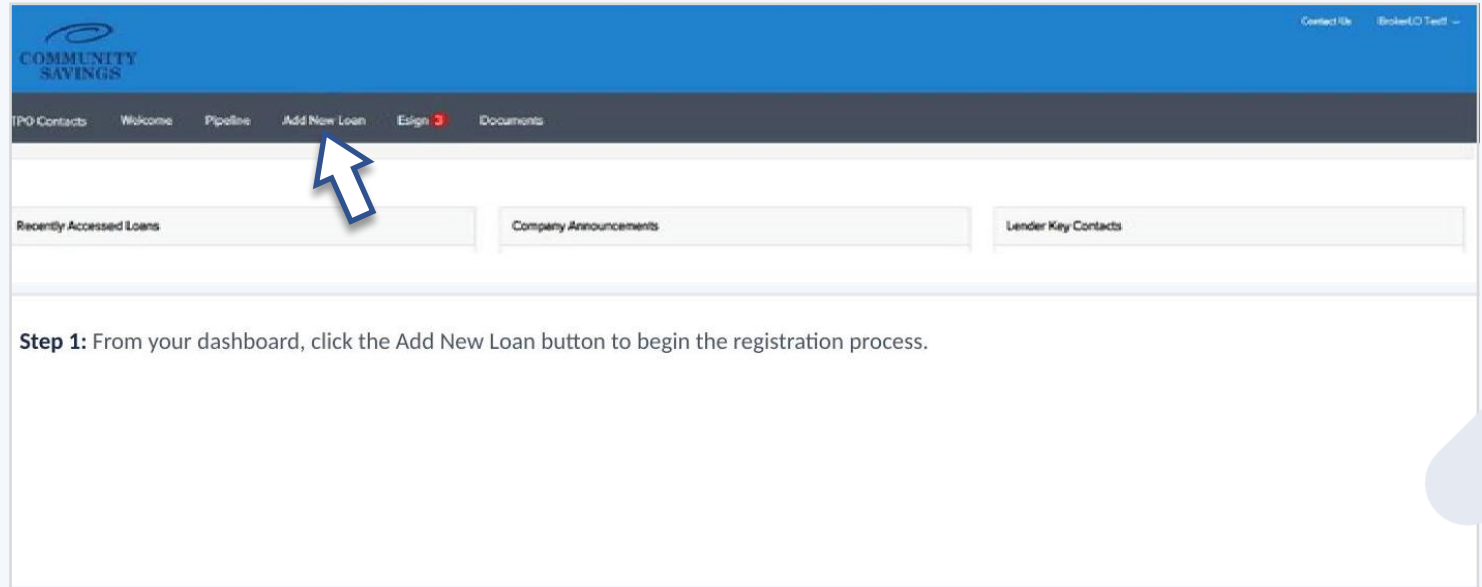 Contact Us BrokerLO Test1
COMMUNITY
SAVINGS
TPO Contacts Welcome Pipeline Add New Loan Esign 3 Documents
Recently Accessed Loans Company Announcements Lender Key Contacts
Step 1: From your dashboard, click the Add New Loan button to begin the registration process.